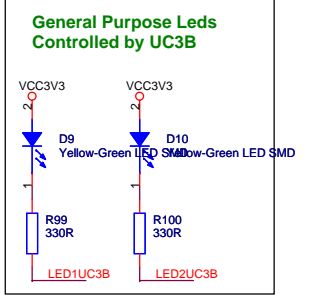 General Purpose Leds
Controlled by UC3B
VCC3V3 VCC3V3
2 2
D9 D10
Yellow-Green LED SMD Yellow-Green LED SMD
1 1
R99 R100
330R 330R
LED1UC3B LED2UC3B